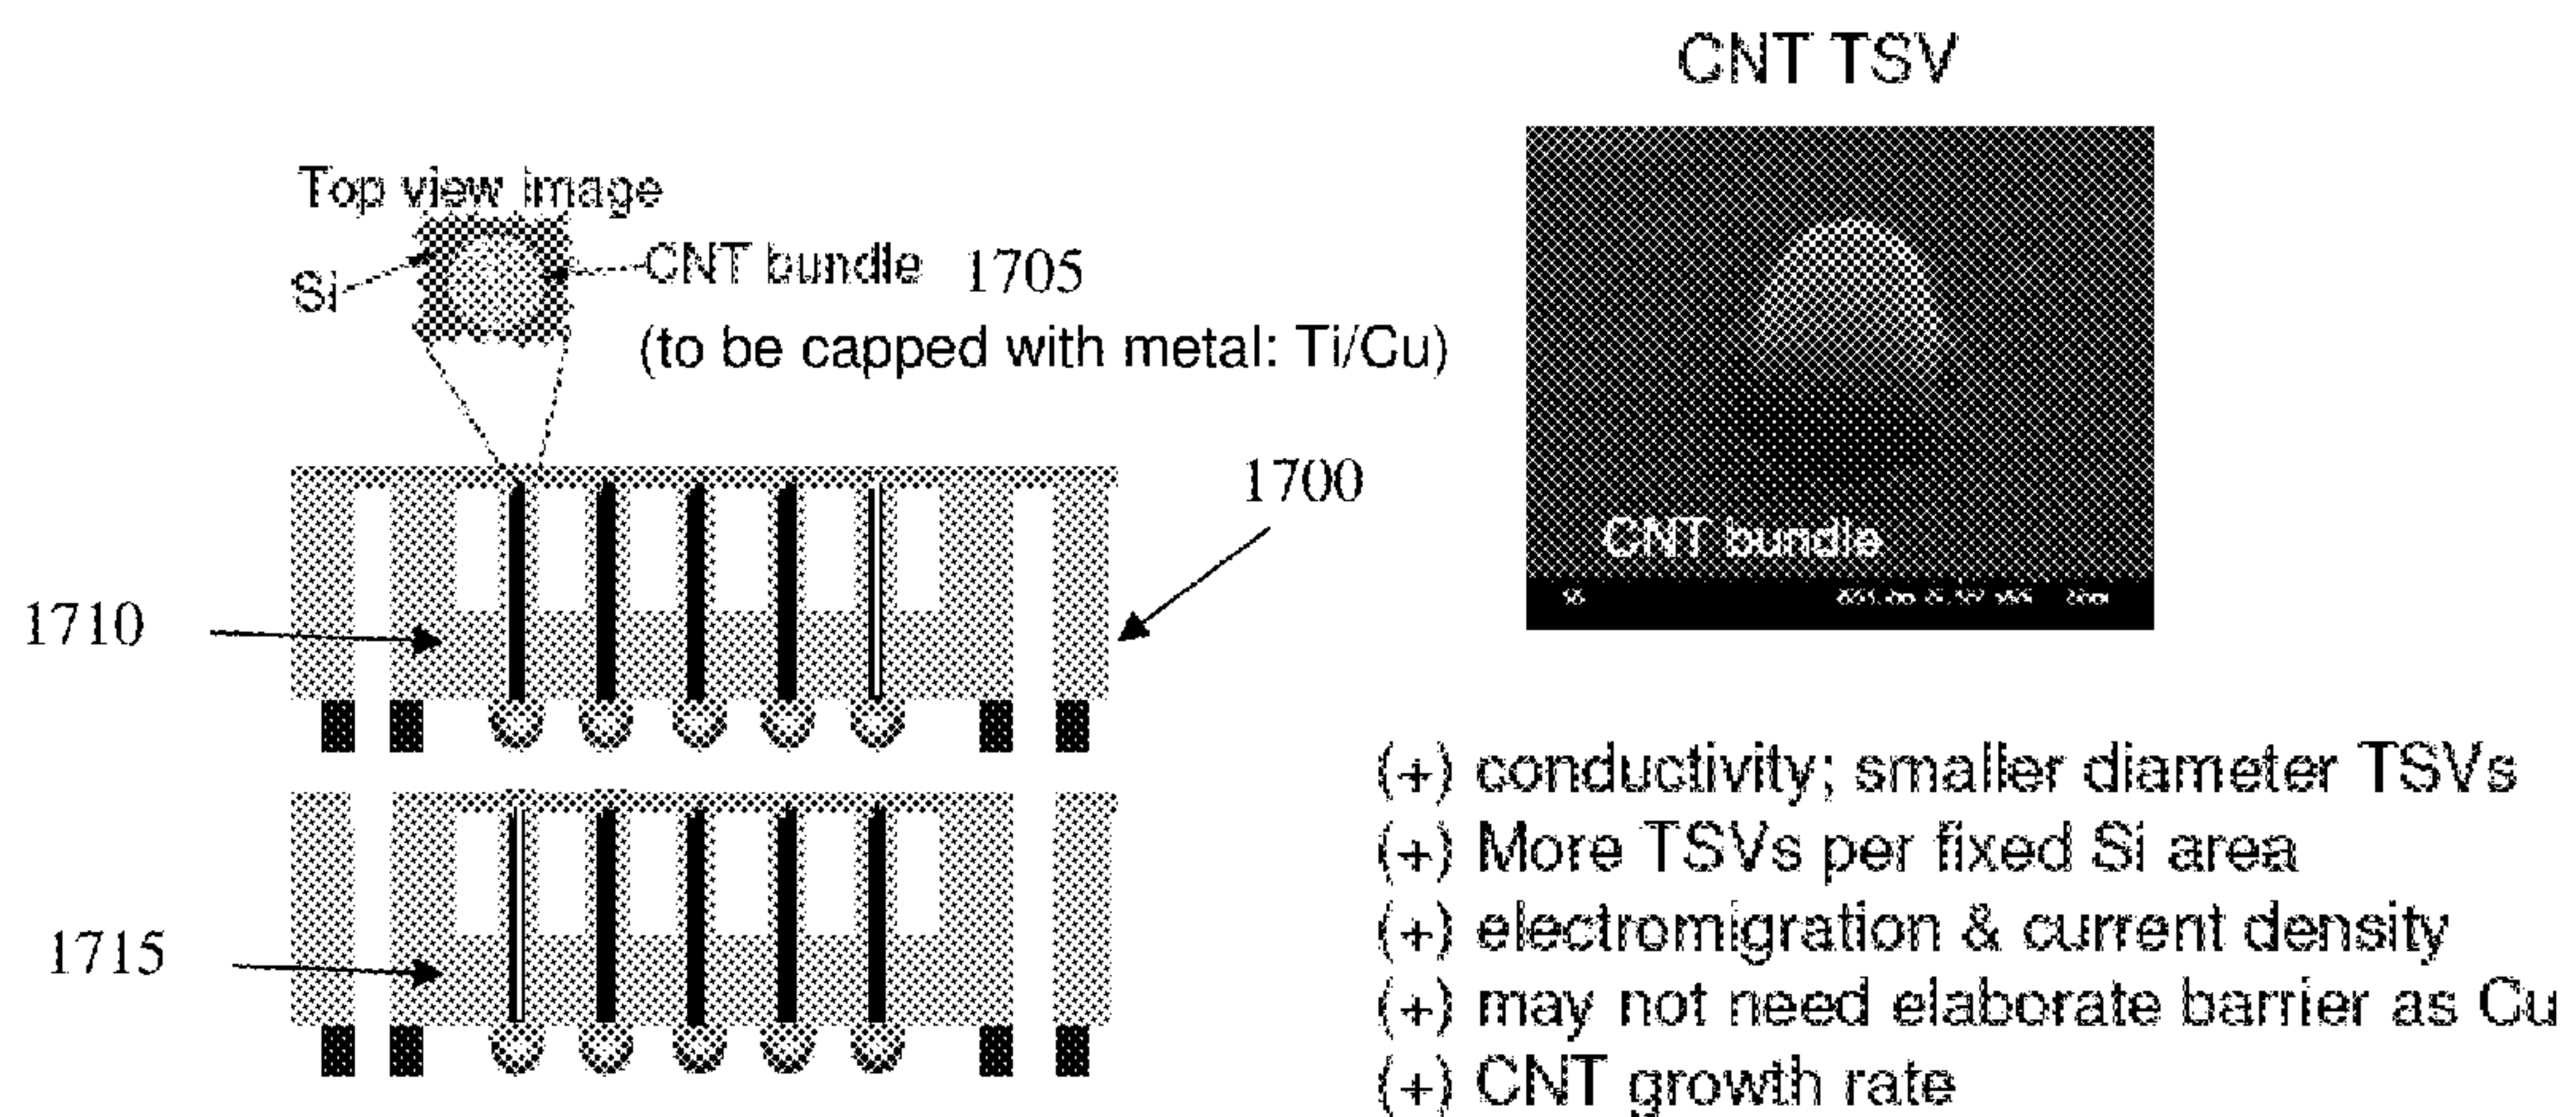 CNT TSV
Top view image
Si
CNT bundle 1705
(to be capped with metal: Ti/Cu)
1700
1710
CNT bundle
1715
(+) conductivity; smaller diameter TSVs
(+) More TSVs per fixed Si area
(+) electromigration & current density
(+) may not need elaborate barrier as Cu
(+) CNT growth rate